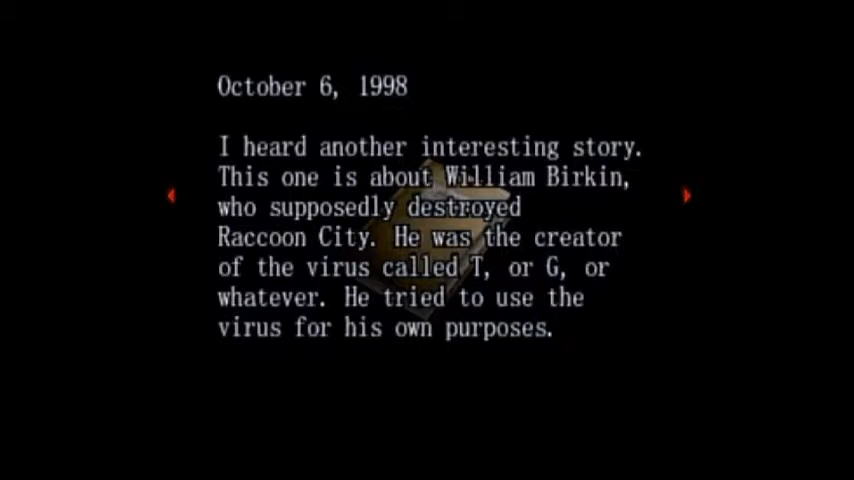 October 6, 1998
I heard another interesting story.
This one is about William Birkin,
who supposedly destroyed
Raccoon City. He was the creator
of the virus called T, or G, or
whatever. He tried to use the
virus for his own purposes.